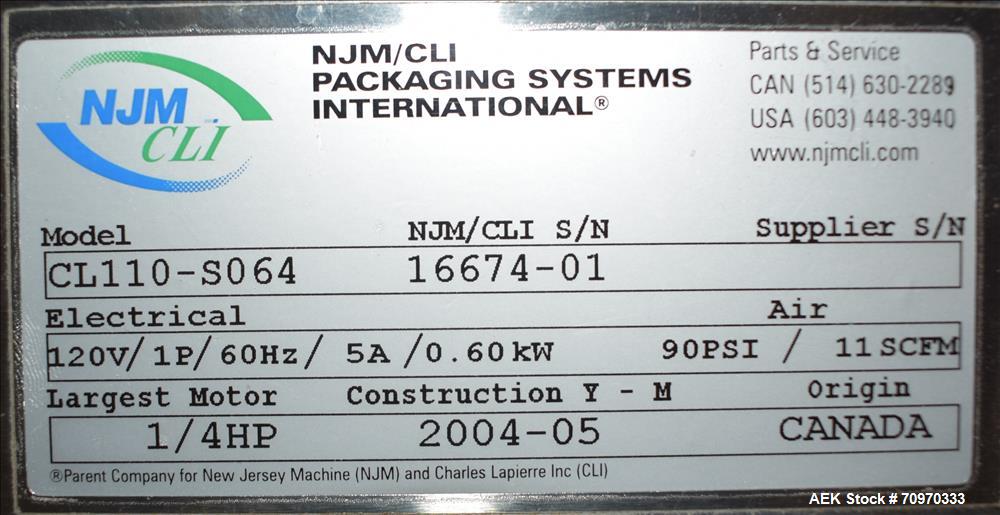 NJM
CLI
NJM/CLI
PACKAGING SYSTEMS
INTERNATIONAL®
Parts & Service
CAN (514) 630-2289
USA (603) 448-3940
www.njmcli.com
Model NJM/CLI S/N Supplier S/N
CL110-S064 16674-01
Electrical Air
120V/ 1P/ 60Hz/ 5A /0.60kW 90PSI / 11 SCFM
Largest Motor Construction Y - M Origin
1/4HP 2004-05 CANADA
®Parent Company for New Jersey Machine (NJM) and Charles Lapierre Inc (CLI)
AEK Stock # 70970333